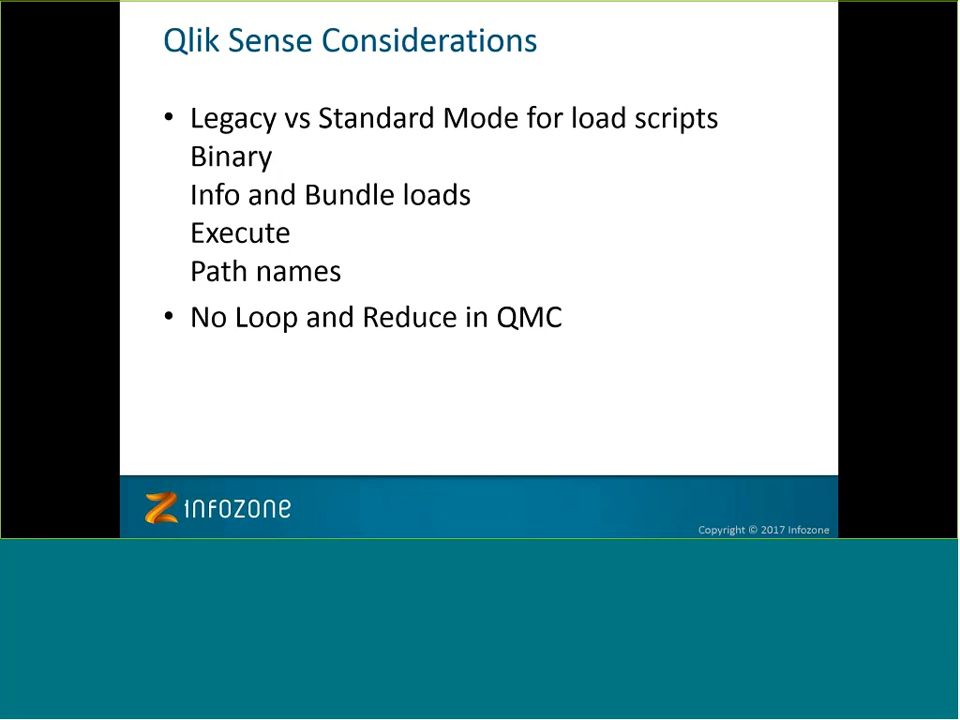 Qlik Sense Considerations
• Legacy vs Standard Mode for load scripts
Binary
Info and Bundle loads
Execute
Path names
• No Loop and Reduce in QMC
ınfozone
Copyright © 2017 Infozone